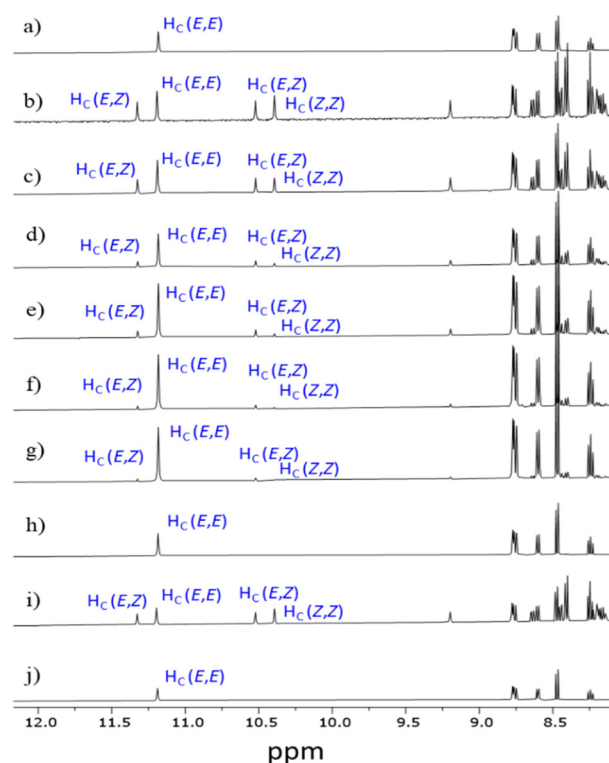 a)
H_C(E,E)
b)
H_C(E,Z)
H_C(E,E)
H_C(E,Z)
H_C(Z,Z)
c)
H_C(E,Z)
H_C(E,E)
H_C(E,Z)
H_C(Z,Z)
d)
H_C(E,Z)
H_C(E,E)
H_C(E,Z)
H_C(Z,Z)
e)
H_C(E,Z)
H_C(E,E)
H_C(E,Z)
H_C(Z,Z)
f)
H_C(E,Z)
H_C(E,E)
H_C(E,Z)
H_C(Z,Z)
g)
H_C(E,Z)
H_C(E,E)
H_C(E,Z)
H_C(Z,Z)
h)
H_C(E,E)
i)
H_C(E,Z)
H_C(E,E)
H_C(E,Z)
H_C(Z,Z)
j)
H_C(E,E)
12.0 11.5 11.0 10.5 10.0 9.5 9.0 8.5
ppm